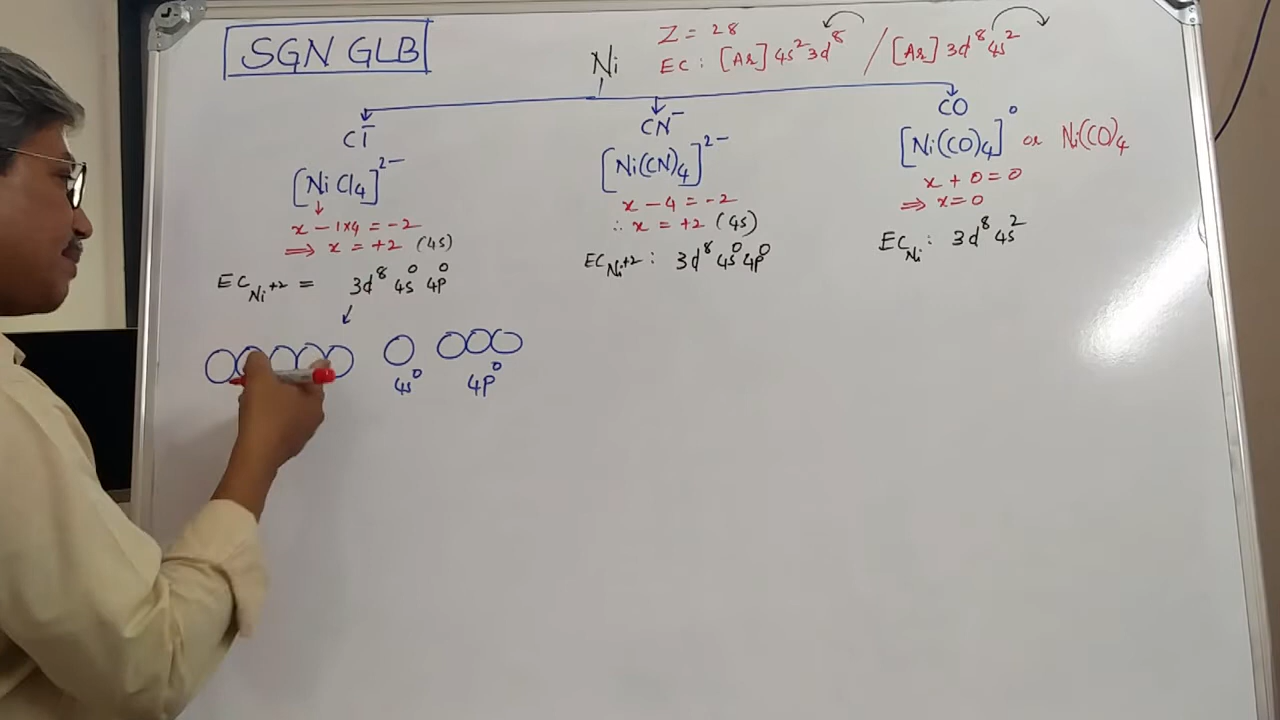 SGN GLB
Ni
Z = 28
EC : [Ar] 4s² 3d⁸ / [Ar] 3d⁸ 4s²
Cl⁻
[NiCl₄]²⁻
x − 1×4 = −2
⇒ x = +2 (4s)
EC Ni⁺² = 3d⁸ 4s⁰ 4p⁰
4s⁰ 4p⁰
CN⁻
[Ni(CN)₄]²⁻
x − 4 = −2
∴ x = +2 (4s)
EC Ni+2 : 3d⁸ 4s⁰ 4p⁰
CO
[Ni(CO)₄]⁰ or Ni(CO)₄
x + 0 = 0
⇒ x = 0
EC Ni : 3d⁸ 4s²